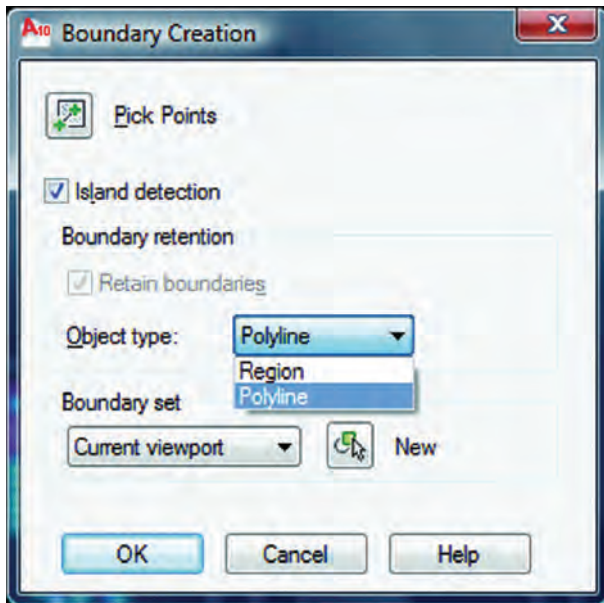 A10 Boundary Creation
Pick Points
Island detection
Boundary retention
Retain boundaries
Object type: Polyline
Region
Polyline
Boundary set
Current viewport New
OK Cancel Help